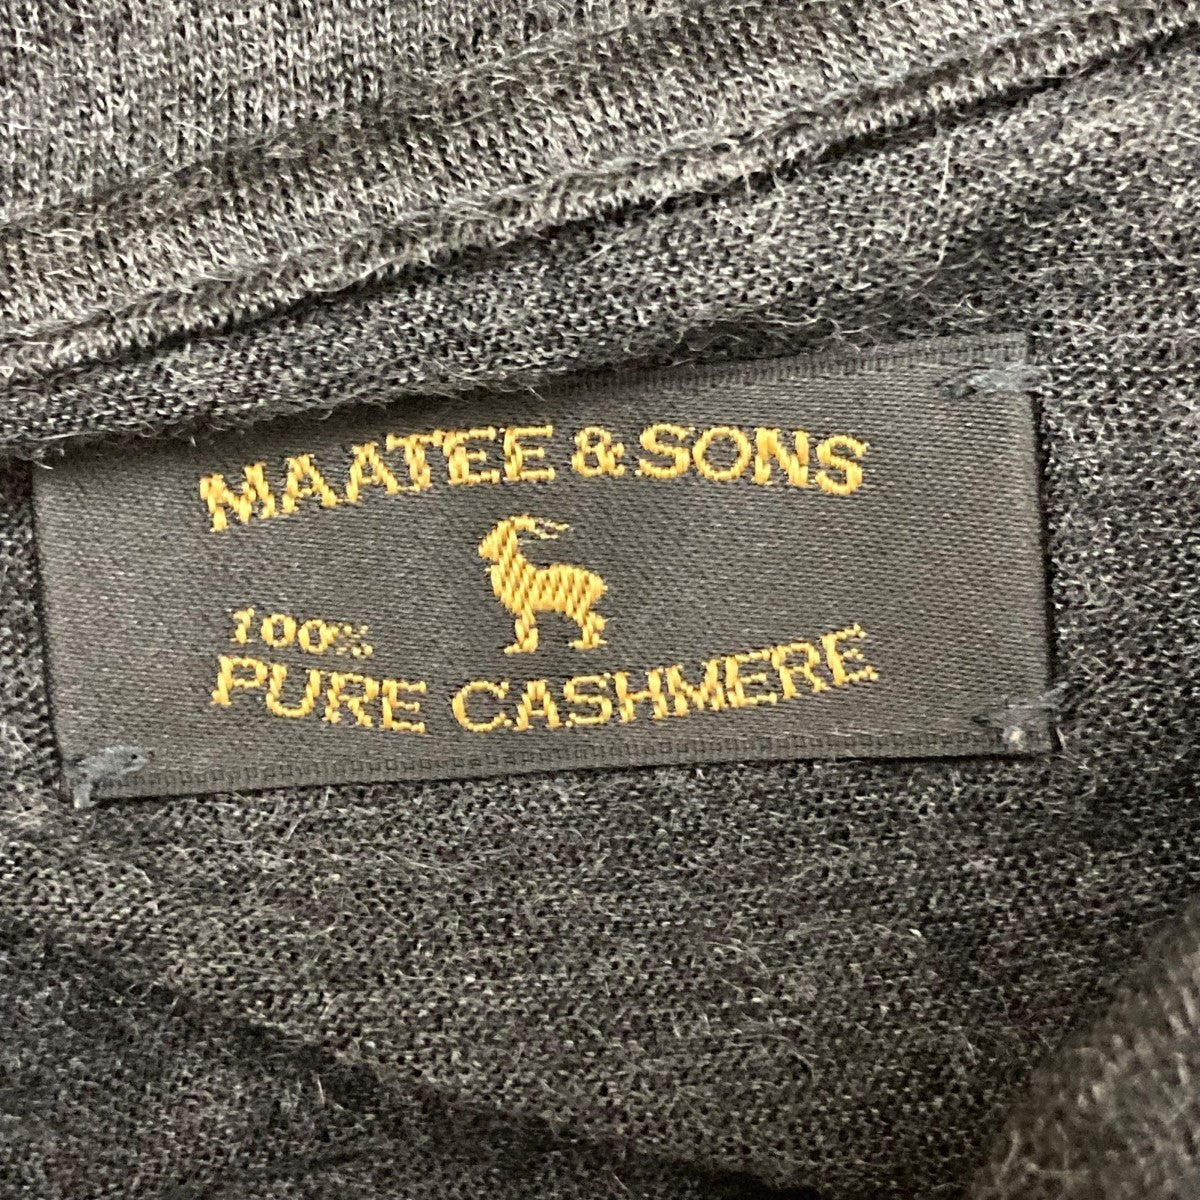 MAATEE & SONS
100%
PURE CASHMERE